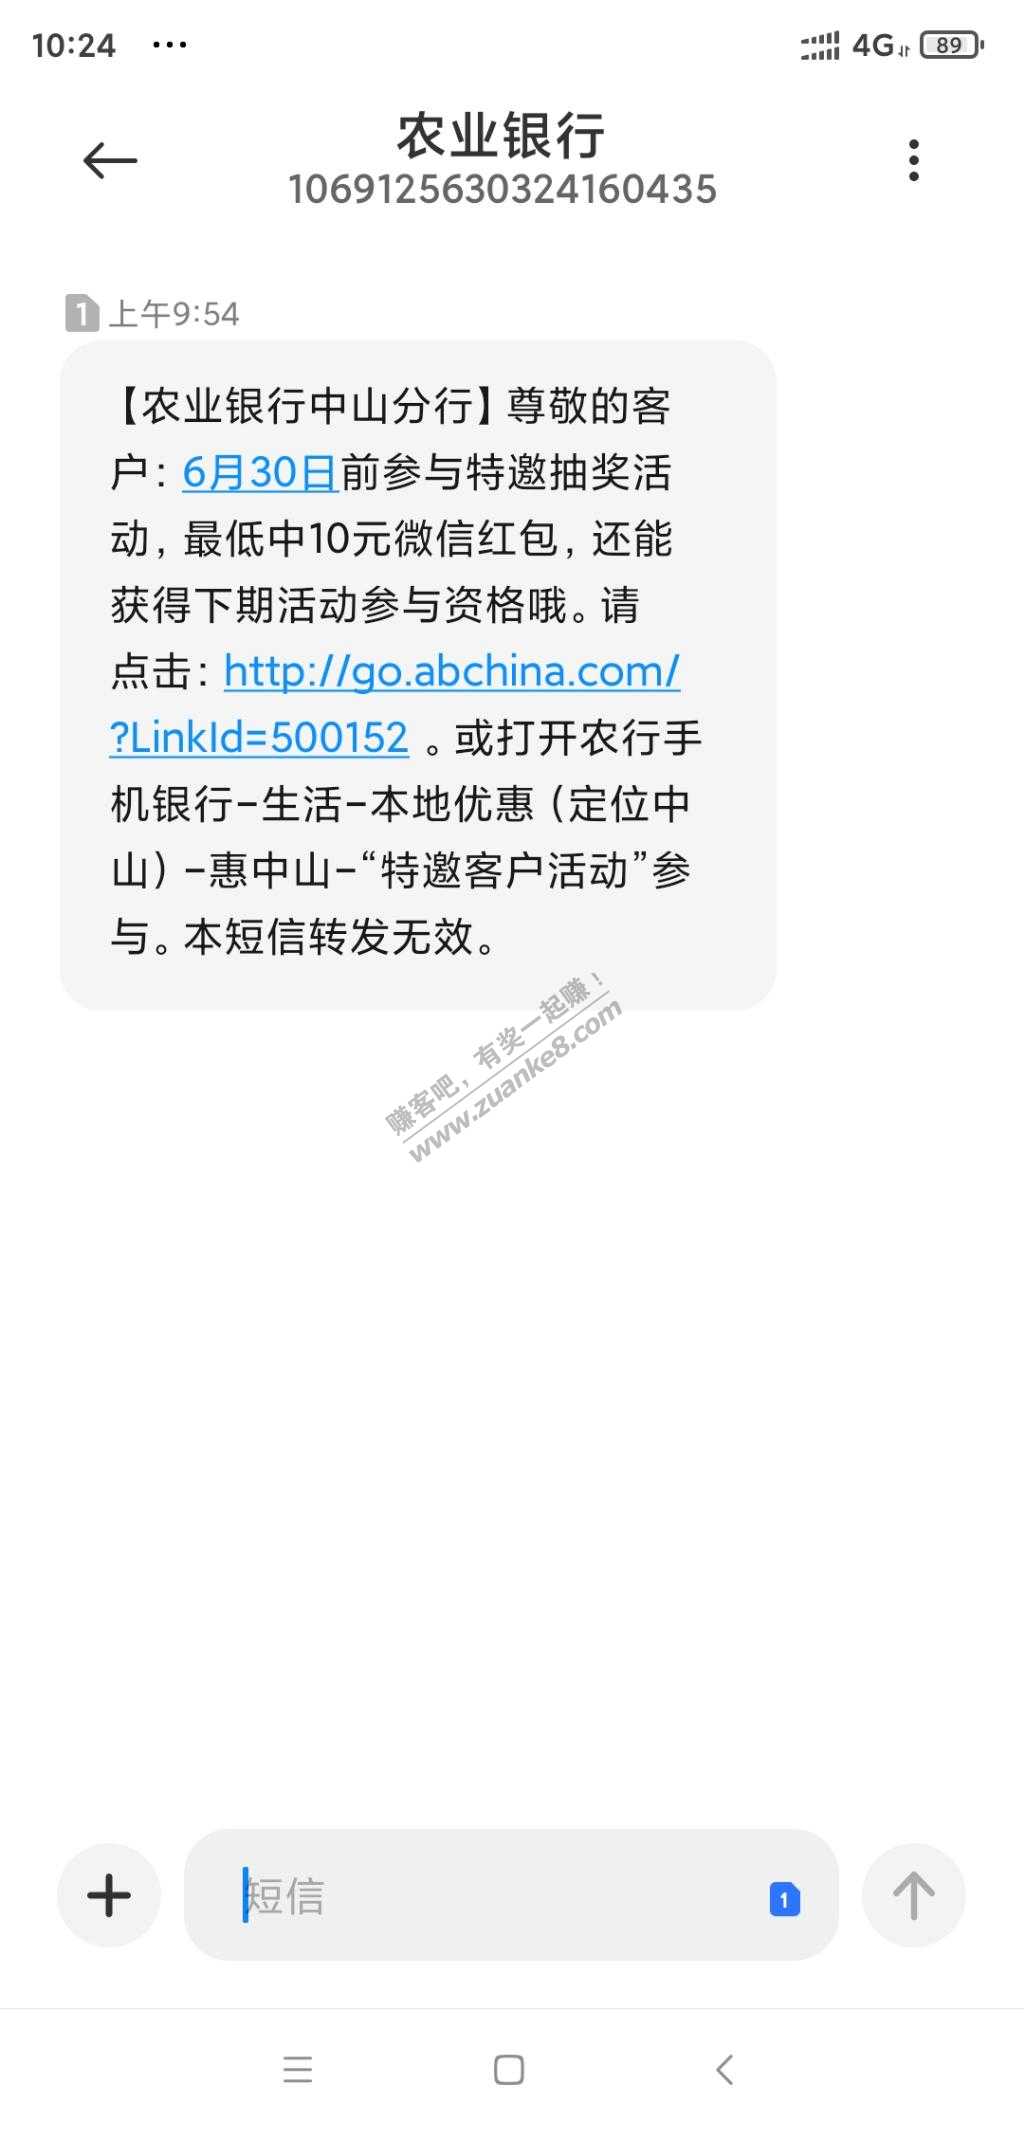 10:24 ...
4G 89
农业银行
1069125630324160435
1 上午9:54
【农业银行中山分行】尊敬的客
户：6月30日前参与特邀抽奖活
动，最低中10元微信红包，还能
获得下期活动参与资格哦。请
点击：http://go.abchina.com/
?LinkId=500152 。或打开农行手
机银行-生活-本地优惠（定位中
山）-惠中山-“特邀客户活动”参
与。本短信转发无效。
赚客吧，有奖一起赚！
www.zuanke8.com
短信
1